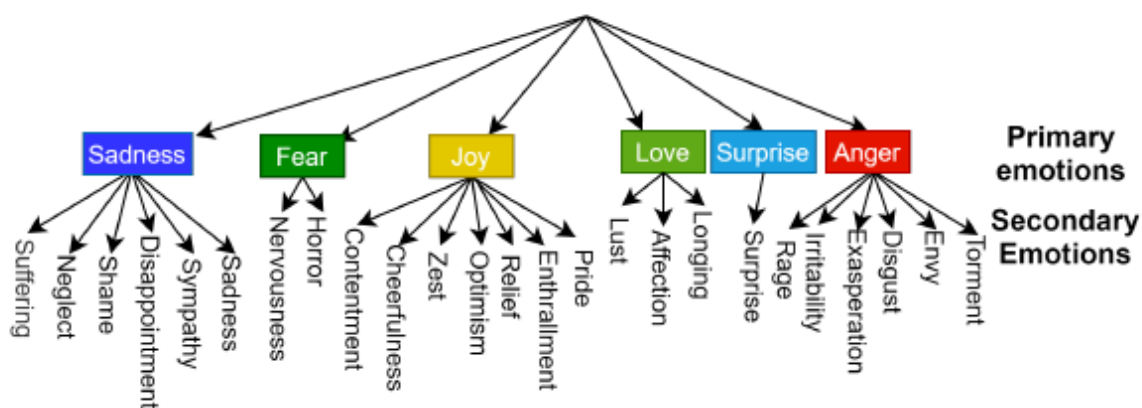 Sadness
Fear
Joy
Love
Surprise
Anger
Primary
emotions
Suffering
Neglect
Shame
Disappointment
Sympathy
Sadness
Nervousness
Horror
Contentment
Cheerfulness
Zest
Optimism
Relief
Enthrallment
Pride
Lust
Affection
Longing
Surprise
Rage
Irritability
Exasperation
Disgust
Envy
Torment
Secondary
Emotions